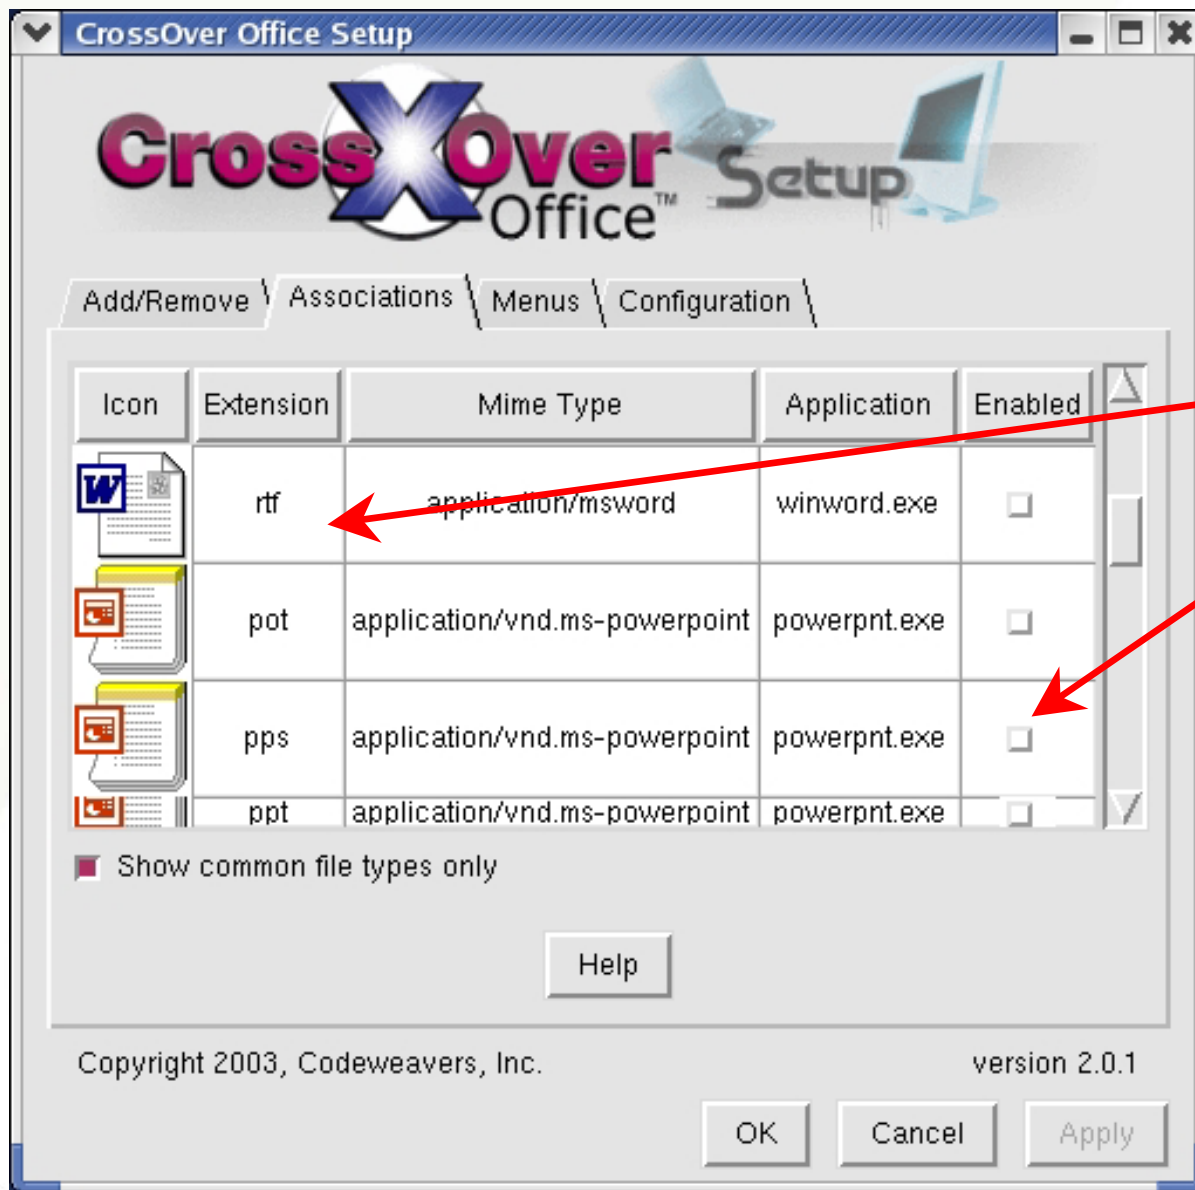 CrossOver Office Setup
CrossOver Setup
Office™
Add/Remove Associations Menus Configuration
Icon Extension Mime Type Application Enabled
W rtf application/msword winword.exe
pot application/vnd.ms-powerpoint powerpnt.exe
pps application/vnd.ms-powerpoint powerpnt.exe
ppt application/vnd.ms-powerpoint powerpnt.exe
Show common file types only
Help
Copyright 2003, Codeweavers, Inc. version 2.0.1
OK Cancel Apply